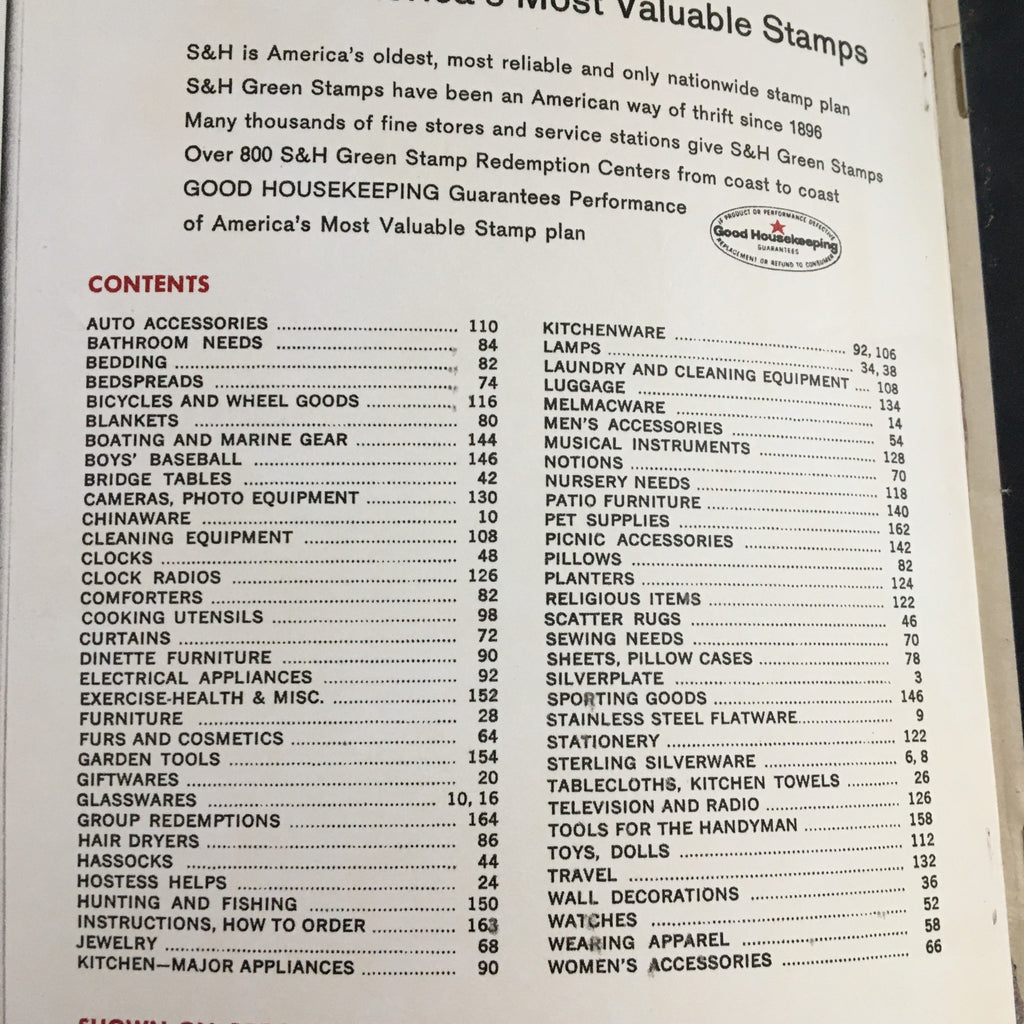 Most Valuable Stamps
S&H is America's oldest, most reliable and only nationwide stamp plan
S&H Green Stamps have been an American way of thrift since 1896
Many thousands of fine stores and service stations give S&H Green Stamps
Over 800 S&H Green Stamp Redemption Centers from coast to coast
GOOD HOUSEKEEPING Guarantees Performance
of America's Most Valuable Stamp plan
IF PRODUCT OR PERFORMANCE DEFECTIVE
Good Housekeeping
GUARANTEES
REPLACEMENT OR REFUND TO CONSUMER
CONTENTS
AUTO ACCESSORIES ........ 110
BATHROOM NEEDS ........ 84
BEDDING ........ 82
BEDSPREADS ........ 74
BICYCLES AND WHEEL GOODS ........ 116
BLANKETS ........ 80
BOATING AND MARINE GEAR ........ 144
BOYS' BASEBALL ........ 146
BRIDGE TABLES ........ 42
CAMERAS, PHOTO EQUIPMENT ........ 130
CHINAWARE ........ 10
CLEANING EQUIPMENT ........ 108
CLOCKS ........ 48
CLOCK RADIOS ........ 126
COMFORTERS ........ 82
COOKING UTENSILS ........ 98
CURTAINS ........ 72
DINETTE FURNITURE ........ 90
ELECTRICAL APPLIANCES ........ 92
EXERCISE-HEALTH & MISC. ........ 152
FURNITURE ........ 28
FURS AND COSMETICS ........ 64
GARDEN TOOLS ........ 154
GIFTWARES ........ 20
GLASSWARES ........ 10, 16
GROUP REDEMPTIONS ........ 164
HAIR DRYERS ........ 86
HASSOCKS ........ 44
HOSTESS HELPS ........ 24
HUNTING AND FISHING ........ 150
INSTRUCTIONS, HOW TO ORDER ........ 163
JEWELRY ........ 68
KITCHEN—MAJOR APPLIANCES ........ 90
KITCHENWARE ........ 92, 106
LAMPS ........ 34, 38
LAUNDRY AND CLEANING EQUIPMENT .... 108
LUGGAGE ........ 134
MELMACWARE ........ 14
MEN'S ACCESSORIES ........ 54
MUSICAL INSTRUMENTS ........ 128
NOTIONS ........ 70
NURSERY NEEDS ........ 118
PATIO FURNITURE ........ 140
PET SUPPLIES ........ 162
PICNIC ACCESSORIES ........ 142
PILLOWS ........ 82
PLANTERS ........ 124
RELIGIOUS ITEMS ........ 122
SCATTER RUGS ........ 46
SEWING NEEDS ........ 70
SHEETS, PILLOW CASES ........ 78
SILVERPLATE ........ 3
SPORTING GOODS ........ 146
STAINLESS STEEL FLATWARE ........ 9
STATIONERY ........ 122
STERLING SILVERWARE ........ 6, 8
TABLECLOTHS, KITCHEN TOWELS ........ 26
TELEVISION AND RADIO ........ 126
TOOLS FOR THE HANDYMAN ........ 158
TOYS, DOLLS ........ 112
TRAVEL ........ 132
WALL DECORATIONS ........ 36
WATCHES ........ 52
WEARING APPAREL ........ 58
WOMEN'S ACCESSORIES ........ 66